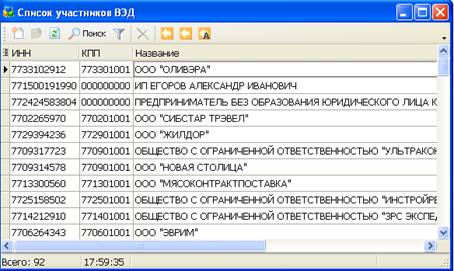 Список участников ВЭД
Поиск
ИНН КПП Название
7733102912 773301001 ООО "ОЛИВЭРА"
771500191990 000000000 ИП ЕГОРОВ АЛЕКСАНДР ИВАНОВИЧ
772424583804 000000000 ПРЕДПРИНИМАТЕЛЬ БЕЗ ОБРАЗОВАНИЯ ЮРИДИЧЕСКОГО ЛИЦА К
7702265970 770201001 ООО "СИБСТАР ТРЭВЕЛ"
7729394236 772901001 ООО "ЖИЛДОР"
7709317723 770901001 ОБЩЕСТВО С ОГРАНИЧЕННОЙ ОТВЕТСТВЕННОСТЬЮ "УЛЬТРАКОН
7709314578 770901001 ООО "НОВАЯ СТОЛИЦА"
7713300560 771301001 ООО "МЯСОКОНТРАКТПОСТАВКА"
7725158502 772501001 ОБЩЕСТВО С ОГРАНИЧЕННОЙ ОТВЕТСТВЕННОСТЬЮ "ИНСТРОЙРЕ
7714212910 771401001 ОБЩЕСТВО С ОГРАНИЧЕННОЙ ОТВЕТСТВЕННОСТЬЮ "ЗРС ЭКСПЕД
7706264343 770601001 ООО "ЭВРИМ"
Всего: 92 17:59:35